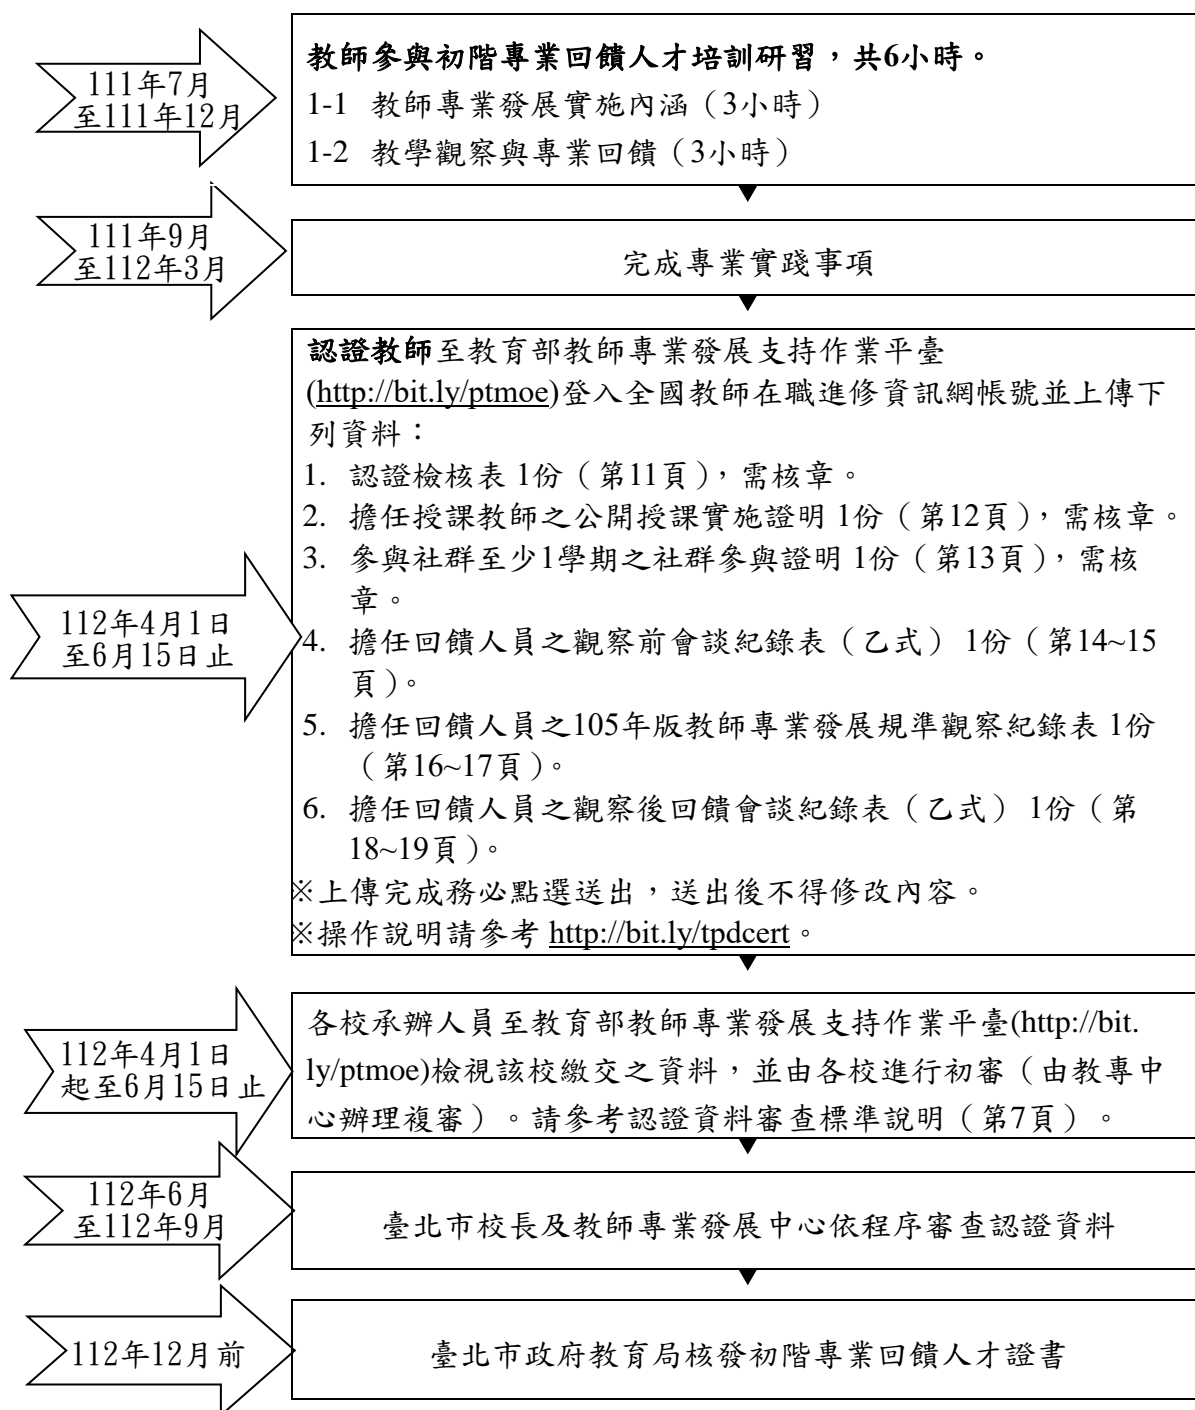 111年7月
至111年12月
教師參與初階專業回饋人才培訓研習，共6小時。
1-1 教師專業發展實施內涵（3小時）
1-2 教學觀察與專業回饋（3小時）
111年9月
至112年3月
完成專業實踐事項
112年4月1日
至6月15日止
認證教師至教育部教師專業發展支持作業平臺
(http://bit.ly/ptmoe)登入全國教師在職進修資訊網帳號並上傳下
列資料：
1. 認證檢核表 1份（第11頁），需核章。
2. 擔任授課教師之公開授課實施證明 1份（第12頁），需核章。
3. 參與社群至少1學期之社群參與證明 1份（第13頁），需核
章。
4. 擔任回饋人員之觀察前會談紀錄表（乙式） 1份（第14~15
頁）。
5. 擔任回饋人員之105年版教師專業發展規準觀察紀錄表 1份
（第16~17頁）。
6. 擔任回饋人員之觀察後回饋會談紀錄表（乙式） 1份（第
18~19頁）。
※上傳完成務必點選送出，送出後不得修改內容。
※操作說明請參考 http://bit.ly/tpdcert。
112年4月1日
起至6月15日止
各校承辦人員至教育部教師專業發展支持作業平臺(http://bit.
ly/ptmoe)檢視該校繳交之資料，並由各校進行初審（由教專中
心辦理複審）。請參考認證資料審查標準說明（第7頁）。
112年6月
至112年9月
臺北市校長及教師專業發展中心依程序審查認證資料
112年12月前
臺北市政府教育局核發初階專業回饋人才證書